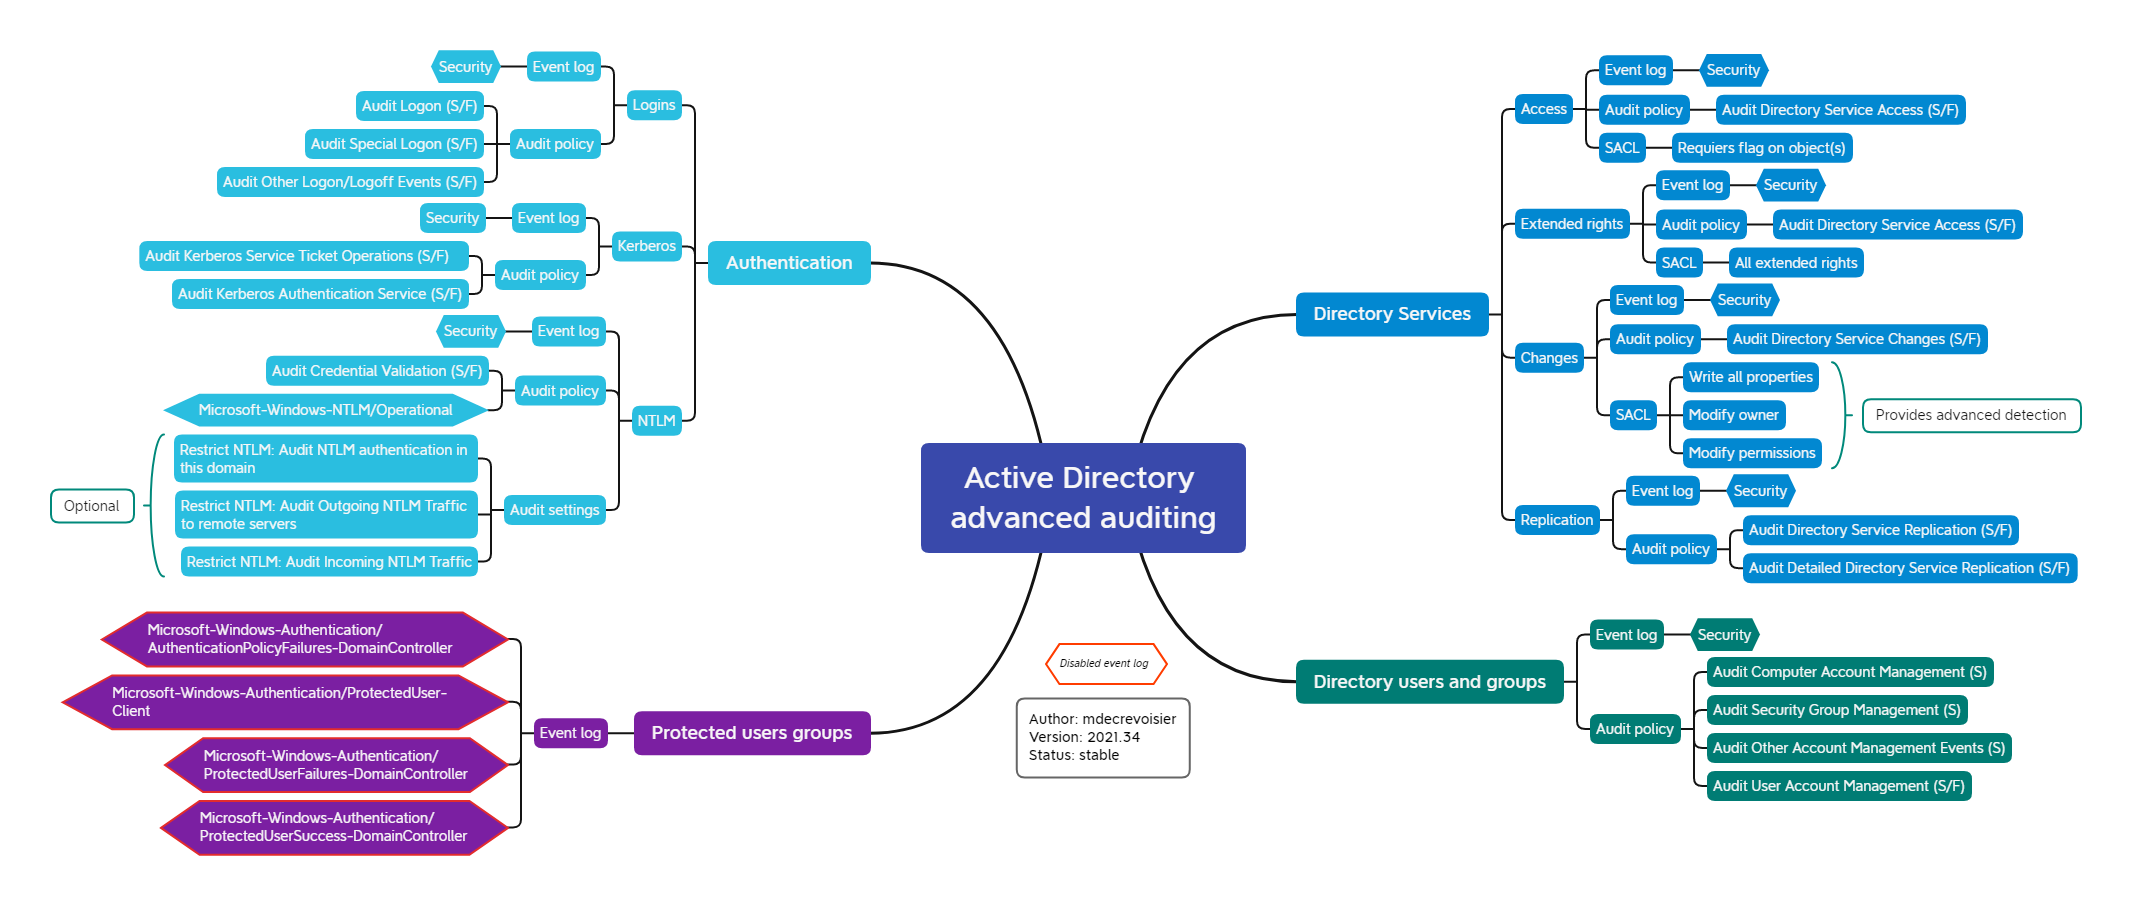 Active Directory
advanced auditing
Authentication
Logins
Event log
Security
Audit policy
Audit Logon (S/F)
Audit Special Logon (S/F)
Audit Other Logon/Logoff Events (S/F)
Kerberos
Event log
Security
Audit policy
Audit Kerberos Service Ticket Operations (S/F)
Audit Kerberos Authentication Service (S/F)
NTLM
Event log
Security
Audit policy
Audit Credential Validation (S/F)
Microsoft-Windows-NTLM/Operational
Audit settings
Restrict NTLM: Audit NTLM authentication in
this domain
Restrict NTLM: Audit Outgoing NTLM Traffic
to remote servers
Restrict NTLM: Audit Incoming NTLM Traffic
Optional
Protected users groups
Event log
Microsoft-Windows-Authentication/
AuthenticationPolicyFailures-DomainController
Microsoft-Windows-Authentication/ProtectedUser-
Client
Microsoft-Windows-Authentication/
ProtectedUserFailures-DomainController
Microsoft-Windows-Authentication/
ProtectedUserSuccess-DomainController
Directory Services
Access
Event log
Security
Audit policy
Audit Directory Service Access (S/F)
SACL
Requiers flag on object(s)
Extended rights
Event log
Security
Audit policy
Audit Directory Service Access (S/F)
SACL
All extended rights
Changes
Event log
Security
Audit policy
Audit Directory Service Changes (S/F)
SACL
Write all properties
Modify owner
Modify permissions
Provides advanced detection
Replication
Event log
Security
Audit policy
Audit Directory Service Replication (S/F)
Audit Detailed Directory Service Replication (S/F)
Directory users and groups
Event log
Security
Audit policy
Audit Computer Account Management (S)
Audit Security Group Management (S)
Audit Other Account Management Events (S)
Audit User Account Management (S/F)
Disabled event log
Author: mdecrevoisier
Version: 2021.34
Status: stable